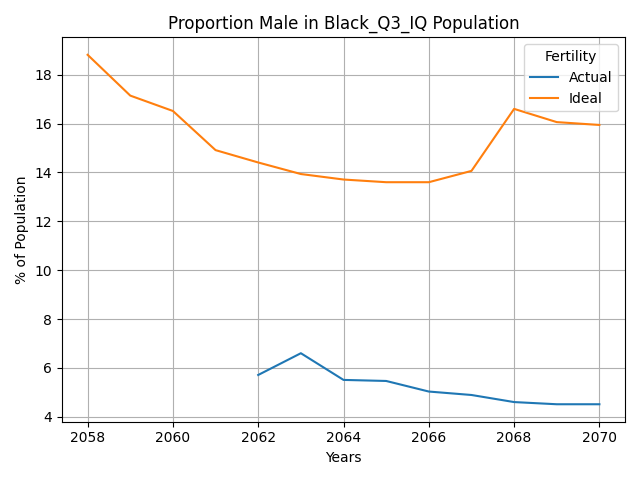 Proportion Male in Black_Q3_IQ Population
Fertility
Actual
Ideal
% of Population
18
16
14
12
10
8
6
4
2058
2060
2062
2064
2066
2068
2070
Years